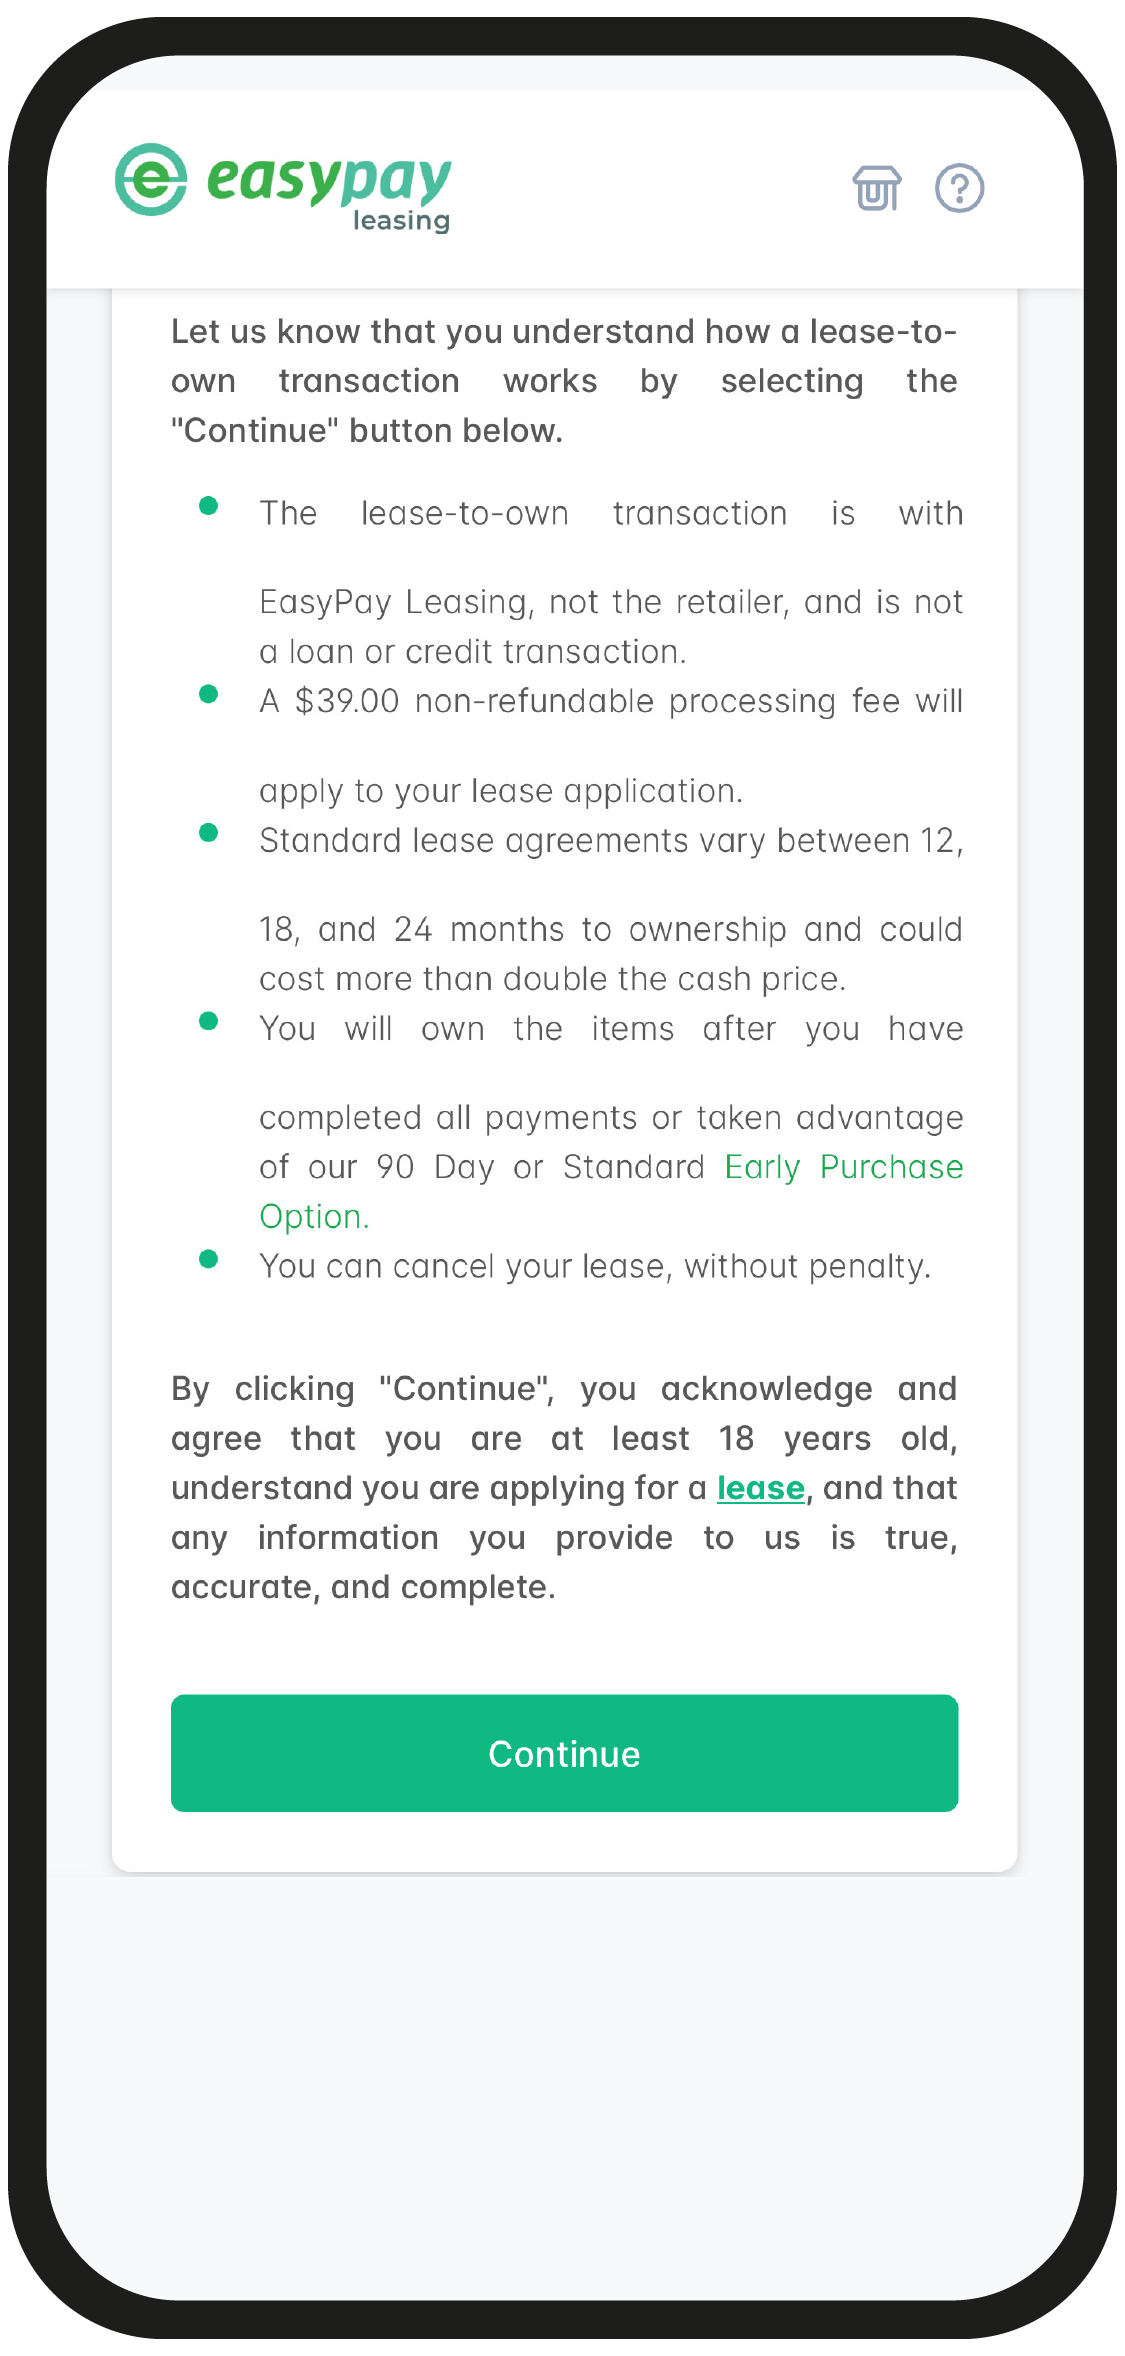 easypay
leasing
Let us know that you understand how a lease-to-
own transaction works by selecting the
"Continue" button below.
The lease-to-own transaction is with
EasyPay Leasing, not the retailer, and is not
a loan or credit transaction.
A $39.00 non-refundable processing fee will
apply to your lease application.
Standard lease agreements vary between 12,
18, and 24 months to ownership and could
cost more than double the cash price.
You will own the items after you have
completed all payments or taken advantage
of our 90 Day or Standard Early Purchase
Option.
You can cancel your lease, without penalty.
By clicking "Continue", you acknowledge and
agree that you are at least 18 years old,
understand you are applying for a lease, and that
any information you provide to us is true,
accurate, and complete.
Continue